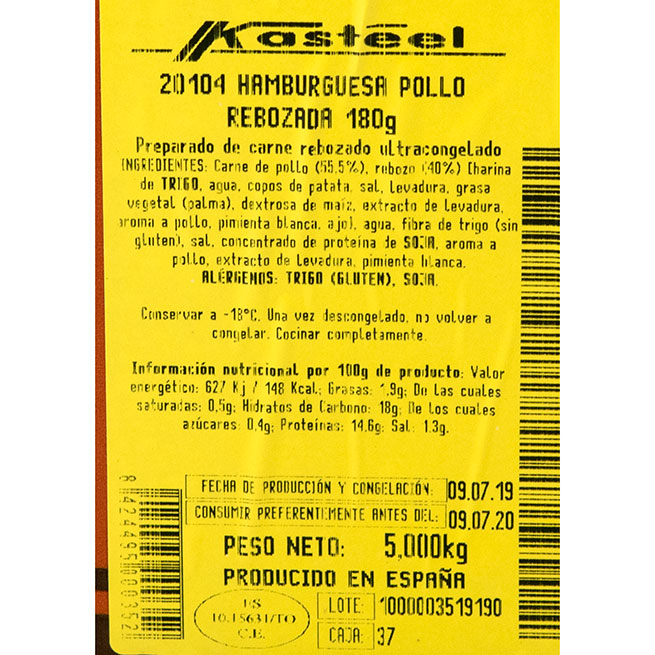 Kastéel
20104 HAMBURGUESA POLLO
REBOZADA 180g
Preparado de carne rebozado ultracongelado
INGREDIENTES: Carne de pollo (55,5%), rebozo (40%) [harina
de TRIGO, agua, copos de patata, sal, levadura, grasa
vegetal (palma), dextrosa de maíz, extracto de levadura,
aroma a pollo, pimienta blanca, ajo], agua, fibra de trigo (sin
gluten), sal, concentrado de proteína de SOJA, aroma a
pollo, extracto de levadura, pimienta blanca.
ALÉRGENOS: TRIGO (GLUTEN), SOJA.
Conservar a -18°C. Una vez descongelado, no volver a
congelar. Cocinar completamente.
Información nutricional por 100g de producto: Valor
energético: 627 Kj / 148 Kcal; Grasas: 1,9g; De las cuales
saturadas: 0,5g; Hidratos de Carbono: 18g; De los cuales
azúcares: 0,4g; Proteínas: 14,6g; Sal: 1,3g.
FECHA DE PRODUCCIÓN Y CONGELACIÓN: 09.07.19
CONSUMIR PREFERENTEMENTE ANTES DEL: 09.07.20
PESO NETO: 5,000kg
PRODUCIDO EN ESPAÑA
ES
10.15631/TO
C.E.
LOTE: 1000003519190
CAJA: 37
8424495000352